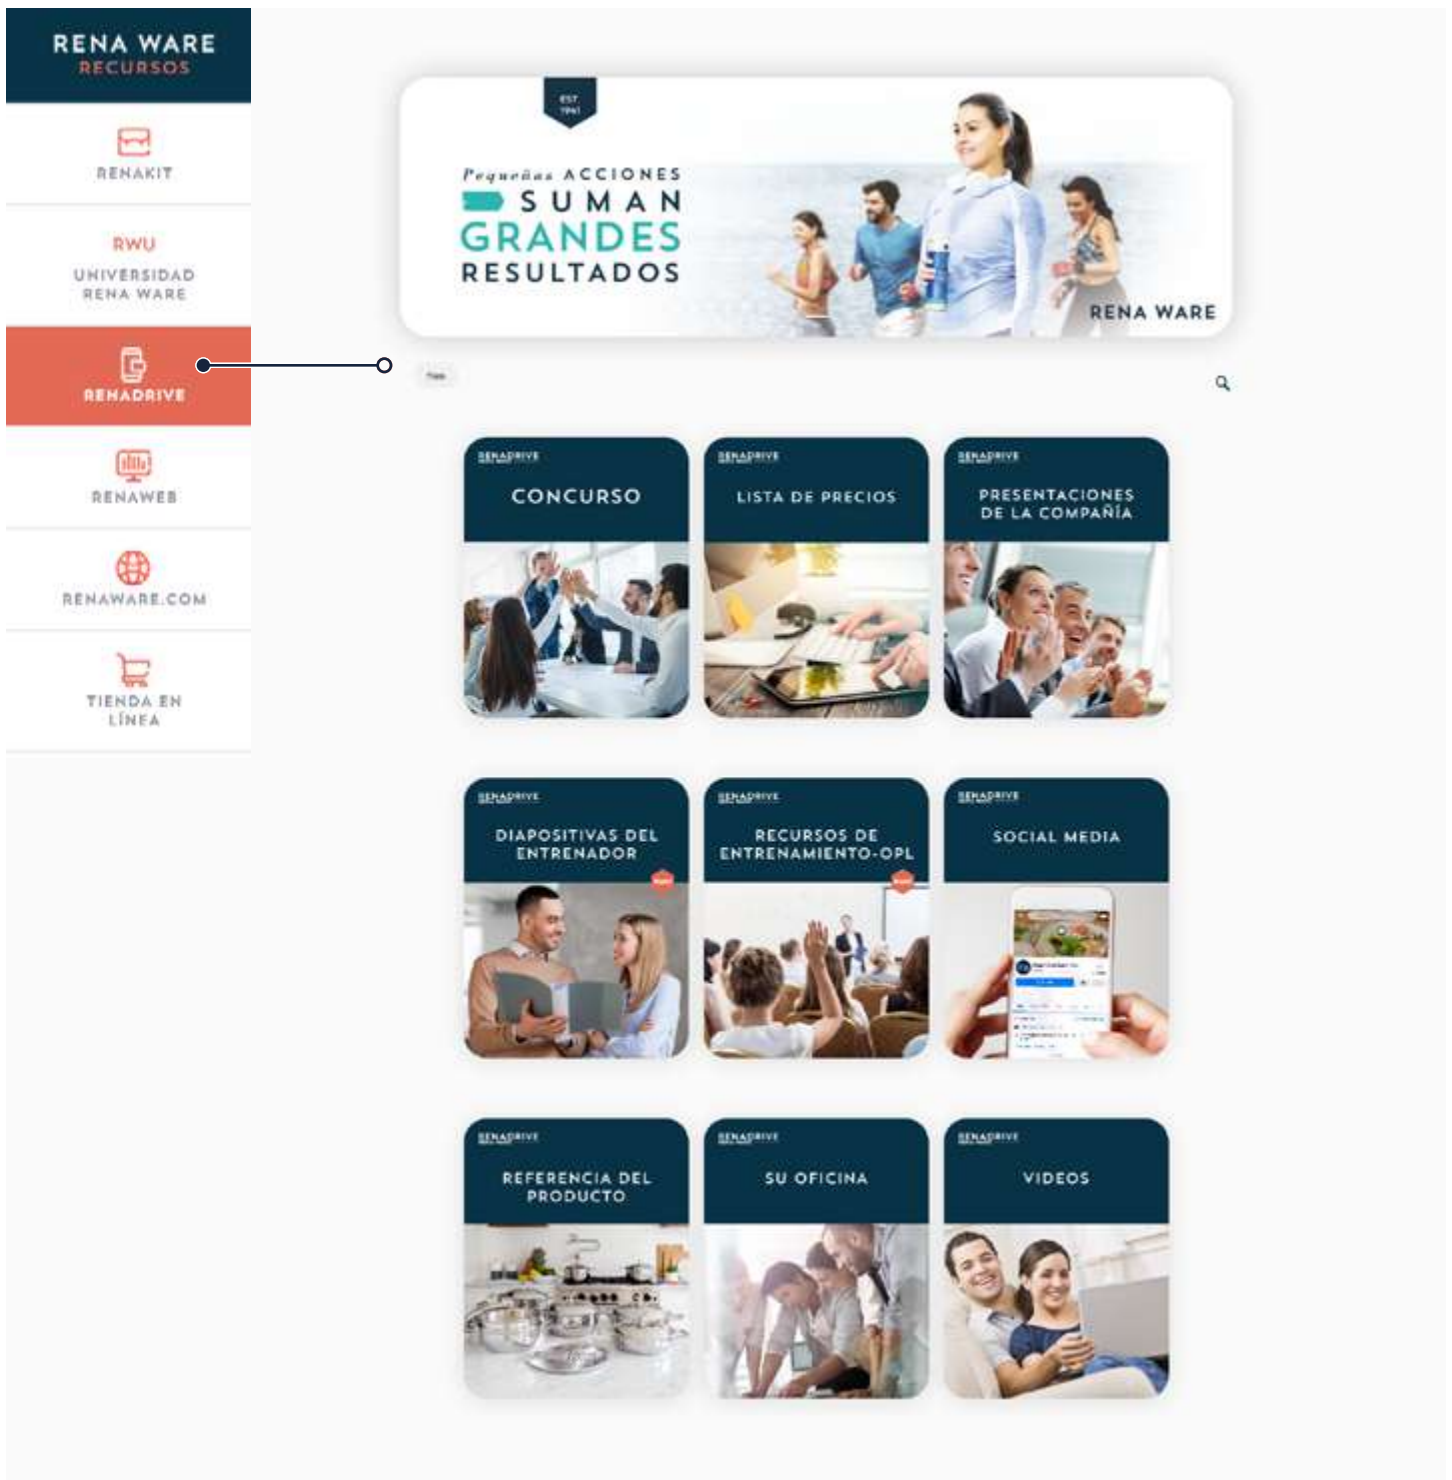 RENA WARE
RECURSOS
RENAKIT
RWU
UNIVERSIDAD
RENA WARE
RENADRIVE
RENAWEB
RENAWARE.COM
TIENDA EN
LÍNEA
EST
1941
Pequeñas ACCIONES
SUMAN
GRANDES
RESULTADOS
RENA WARE
RENADRIVE
CONCURSO
RENADRIVE
LISTA DE PRECIOS
RENADRIVE
PRESENTACIONES
DE LA COMPAÑÍA
RENADRIVE
DIAPOSITIVAS DEL
ENTRENADOR
RENADRIVE
RECURSOS DE
ENTRENAMIENTO-OPL
RENADRIVE
SOCIAL MEDIA
RENADRIVE
REFERENCIA DEL
PRODUCTO
RENADRIVE
SU OFICINA
RENADRIVE
VIDEOS